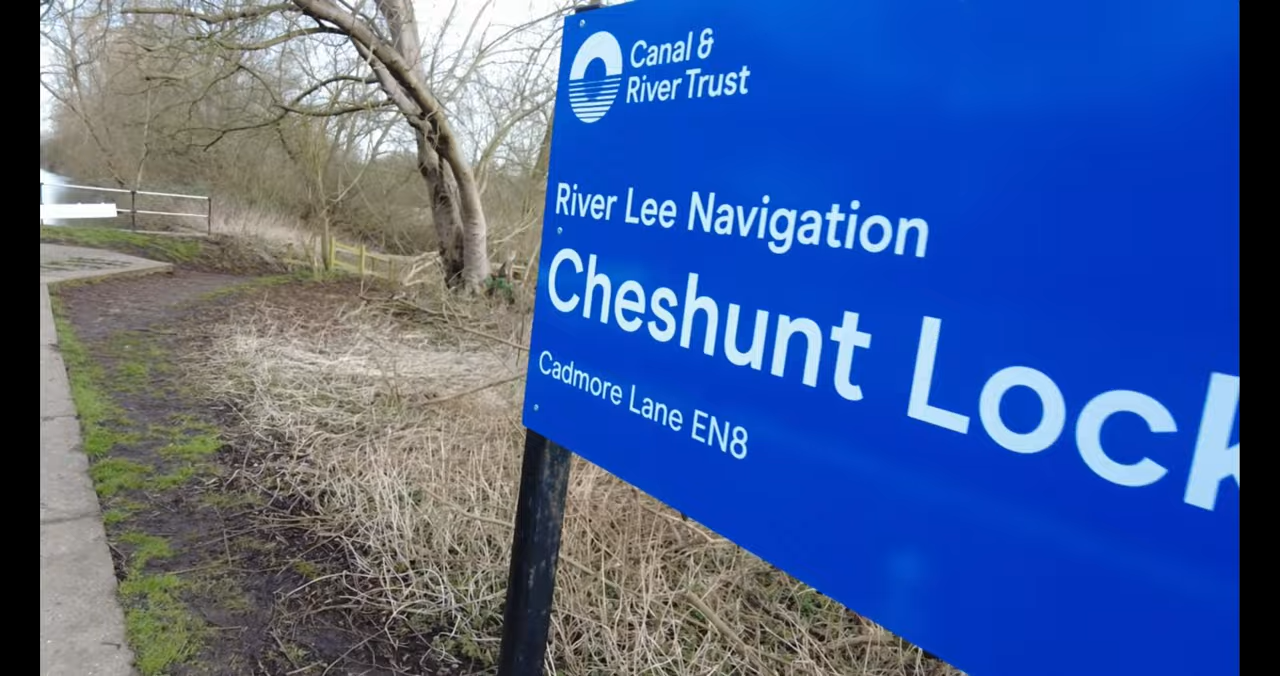 Canal &
River Trust
River Lee Navigation
Cheshunt Lock
Cadmore Lane EN8